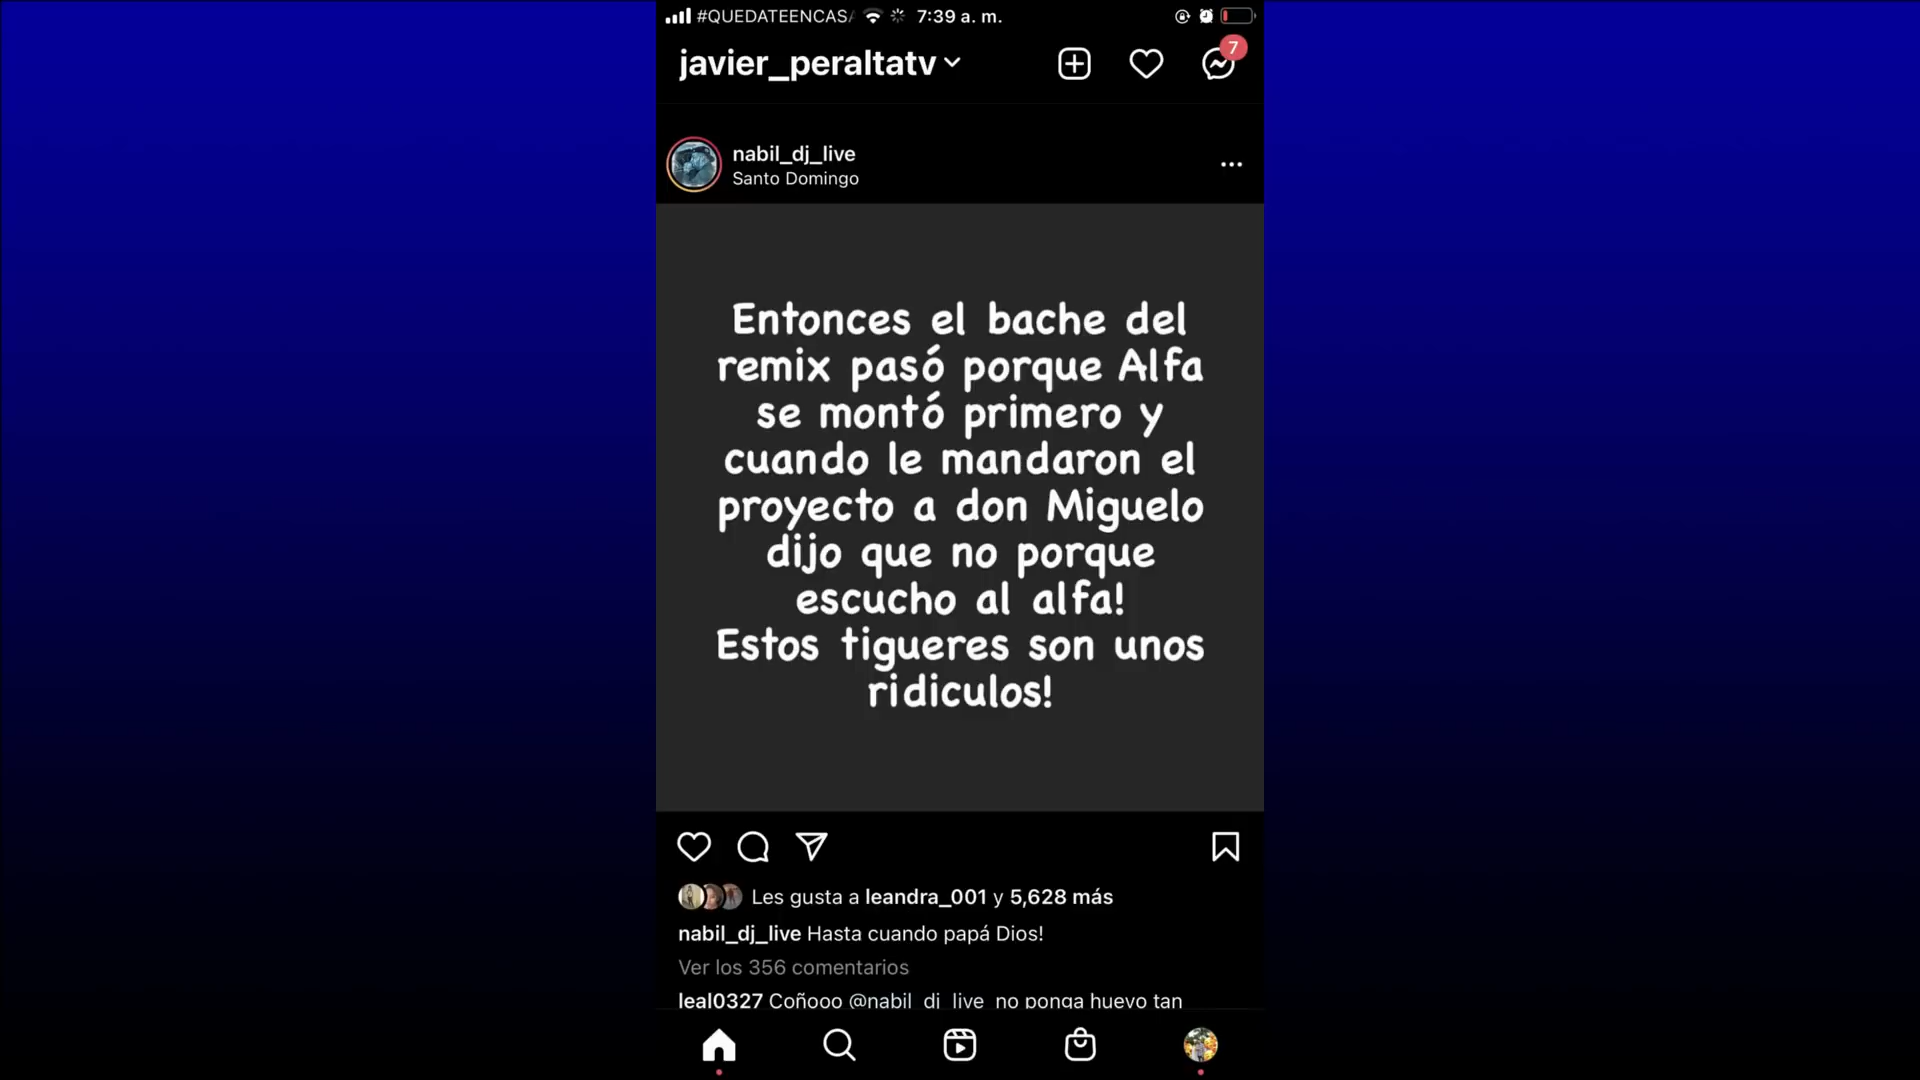 #QUEDATEENCASA 7:39 a. m.
javier_peraltatv
7
nabil_dj_live
Santo Domingo
Entonces el bache del
remix pasó porque Alfa
se montó primero y
cuando le mandaron el
proyecto a don Miguelo
dijo que no porque
escucho al alfa!
Estos tigueres son unos
ridiculos!
Les gusta a leandra_001 y 5,628 más
nabil_dj_live Hasta cuando papá Dios!
Ver los 356 comentarios
leal0327 Coñooo @nabil_dj_live no ponga huevo tan